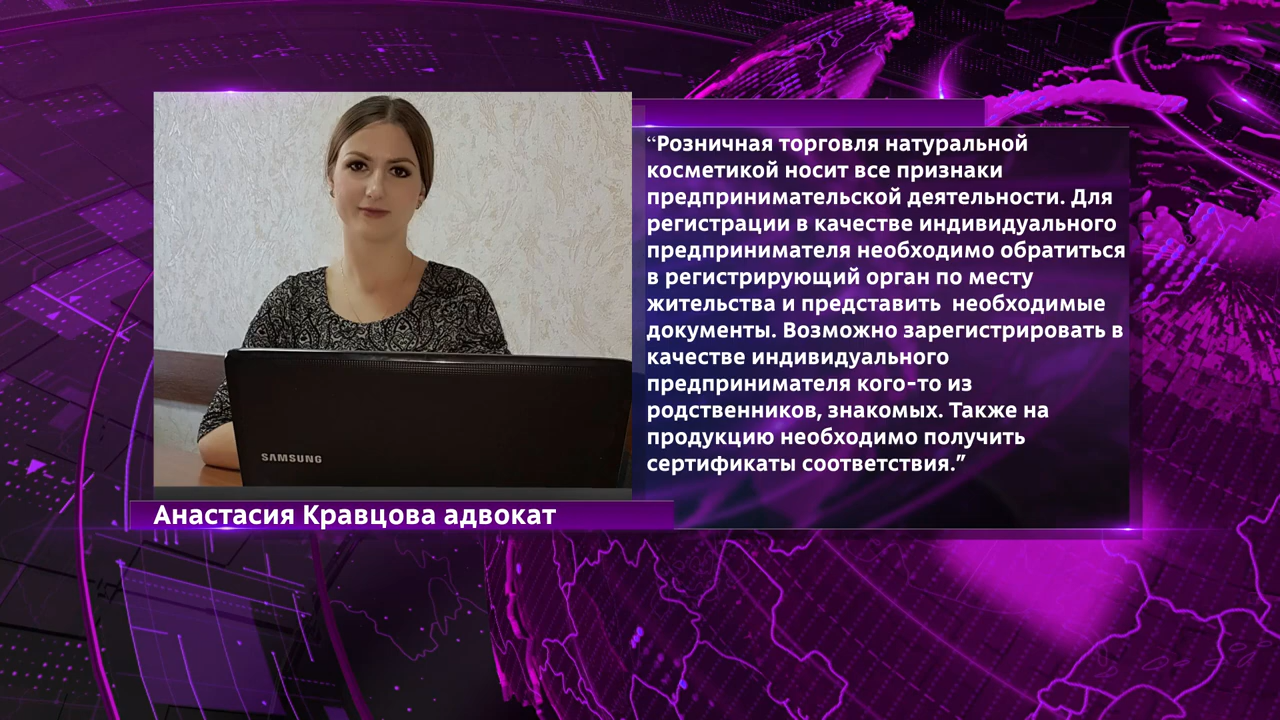 “Розничная торговля натуральной
косметикой носит все признаки
предпринимательской деятельности. Для
регистрации в качестве индивидуального
предпринимателя необходимо обратиться
в регистрирующий орган по месту
жительства и представить  необходимые
документы. Возможно зарегистрировать в
качестве индивидуального
предпринимателя кого-то из
родственников, знакомых. Также на
продукцию необходимо получить
сертификаты соответствия.”
SAMSUNG
Анастасия Кравцова адвокат